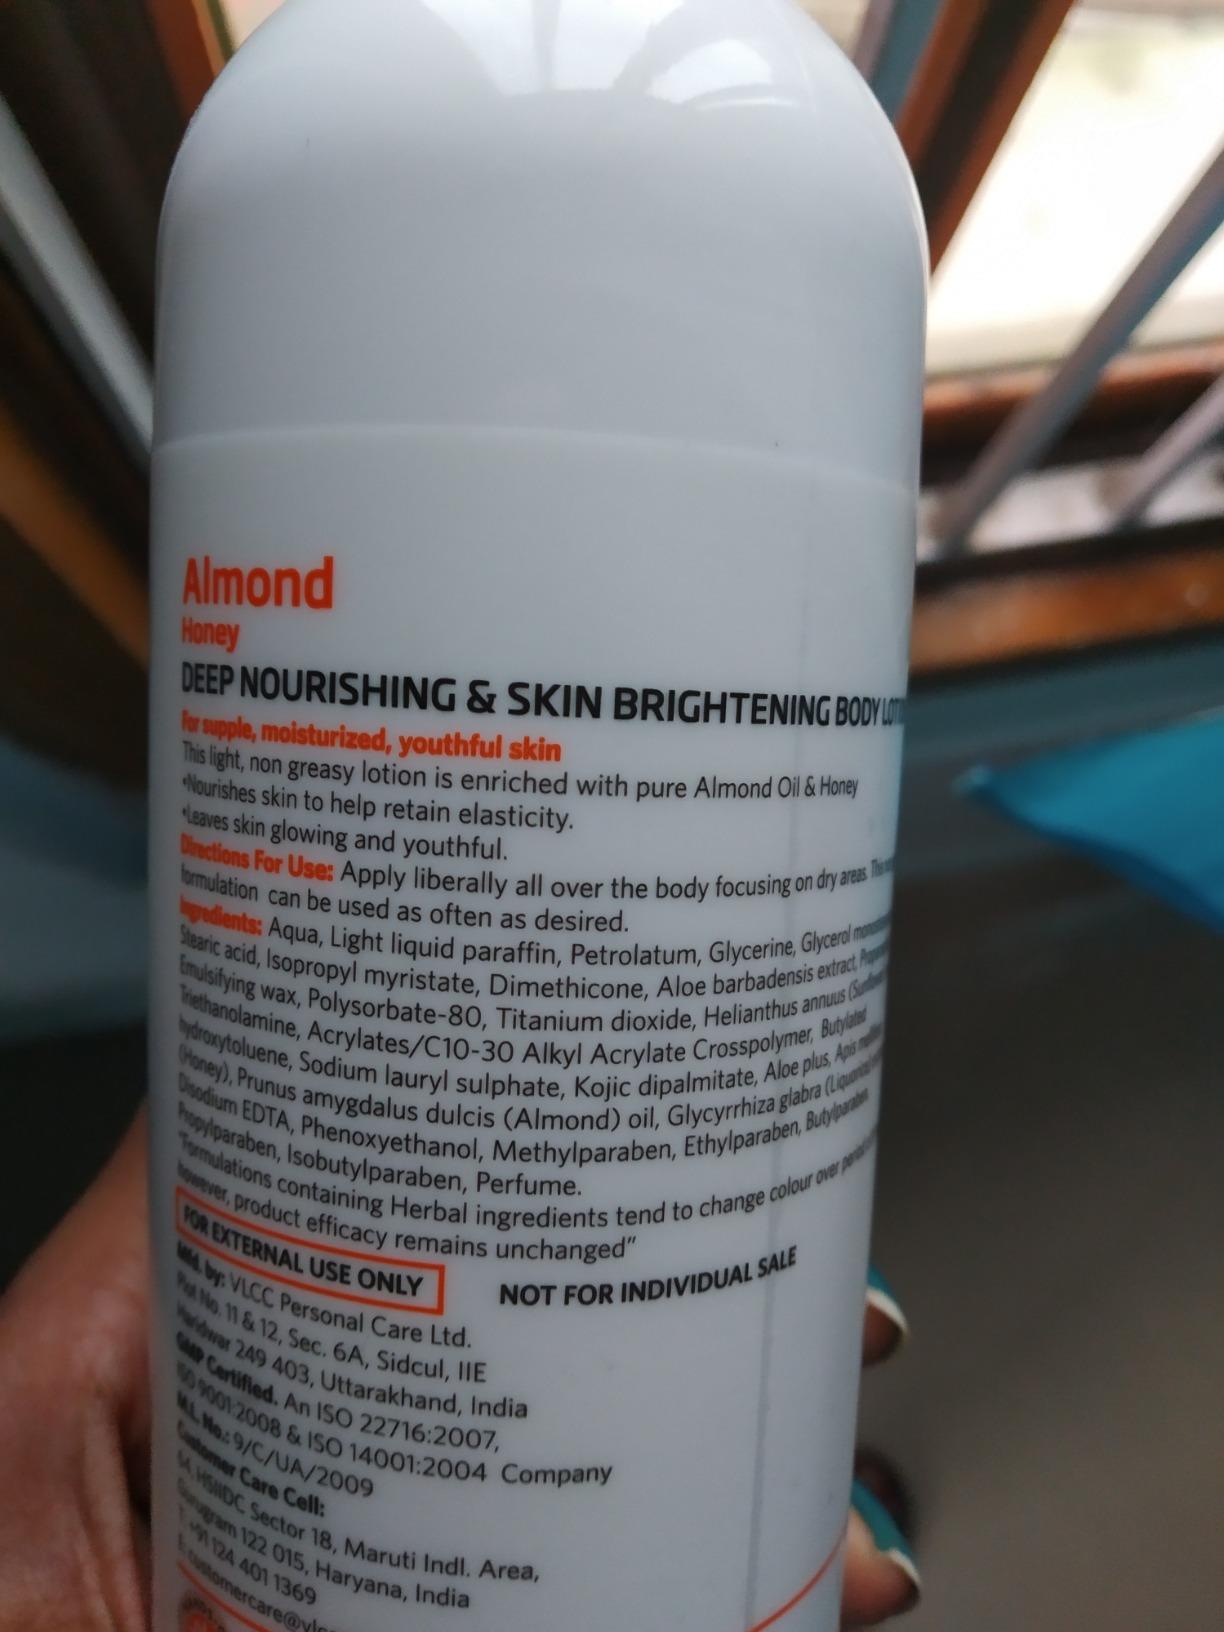 Almond
Honey
DEEP NOURISHING & SKIN BRIGHTENING BODY
For supple, moisturized, youthful skin
This light, non greasy lotion is enriched with pure Almond Oil & Honey
•Nourishes skin to help retain elasticity.
•Leaves skin glowing and youthful.
Directions For Use: Apply liberally all over the body focusing on dry areas. This
formulation can be used as often as desired.
Ingredients: Aqua, Light liquid paraffin, Petrolatum, Glycerine, Glycerol
Stearic acid, Isopropyl myristate, Dimethicone, Aloe barbadensis extract,
Emulsifying wax, Polysorbate-80, Titanium dioxide, Helianthus annuus
Triethanolamine, Acrylates/C10-30 Alkyl Acrylate Crosspolymer, Butylated
hydroxytoluene, Sodium lauryl sulphate, Kojic dipalmitate, Aloe plus, Apis
(Honey), Prunus amygdalus dulcis (Almond) oil, Glycyrrhiza glabra (Liquorice)
Disodium EDTA, Phenoxyethanol, Methylparaben, Ethylparaben, Butylparaben,
Propylparaben, Isobutylparaben, Perfume.
"Formulations containing Herbal ingredients tend to change colour over
however, product efficacy remains unchanged"
FOR EXTERNAL USE ONLY
NOT FOR INDIVIDUAL SALE
Mfd. by: VLCC Personal Care Ltd.
Plot No. 11 & 12, Sec. 6A, Sidcul, IIE
Haridwar 249 403, Uttarakhand, India
GMP Certified. An ISO 22716:2007,
ISO 9001:2008 & ISO 14001:2004 Company
M.L. No.: 9/C/UA/2009
Customer Care Cell:
64, HSIIDC Sector 18, Maruti Indl. Area,
Gurugram 122 015, Haryana, India
T: +91 124 401 1369
E: customercare@vlcc